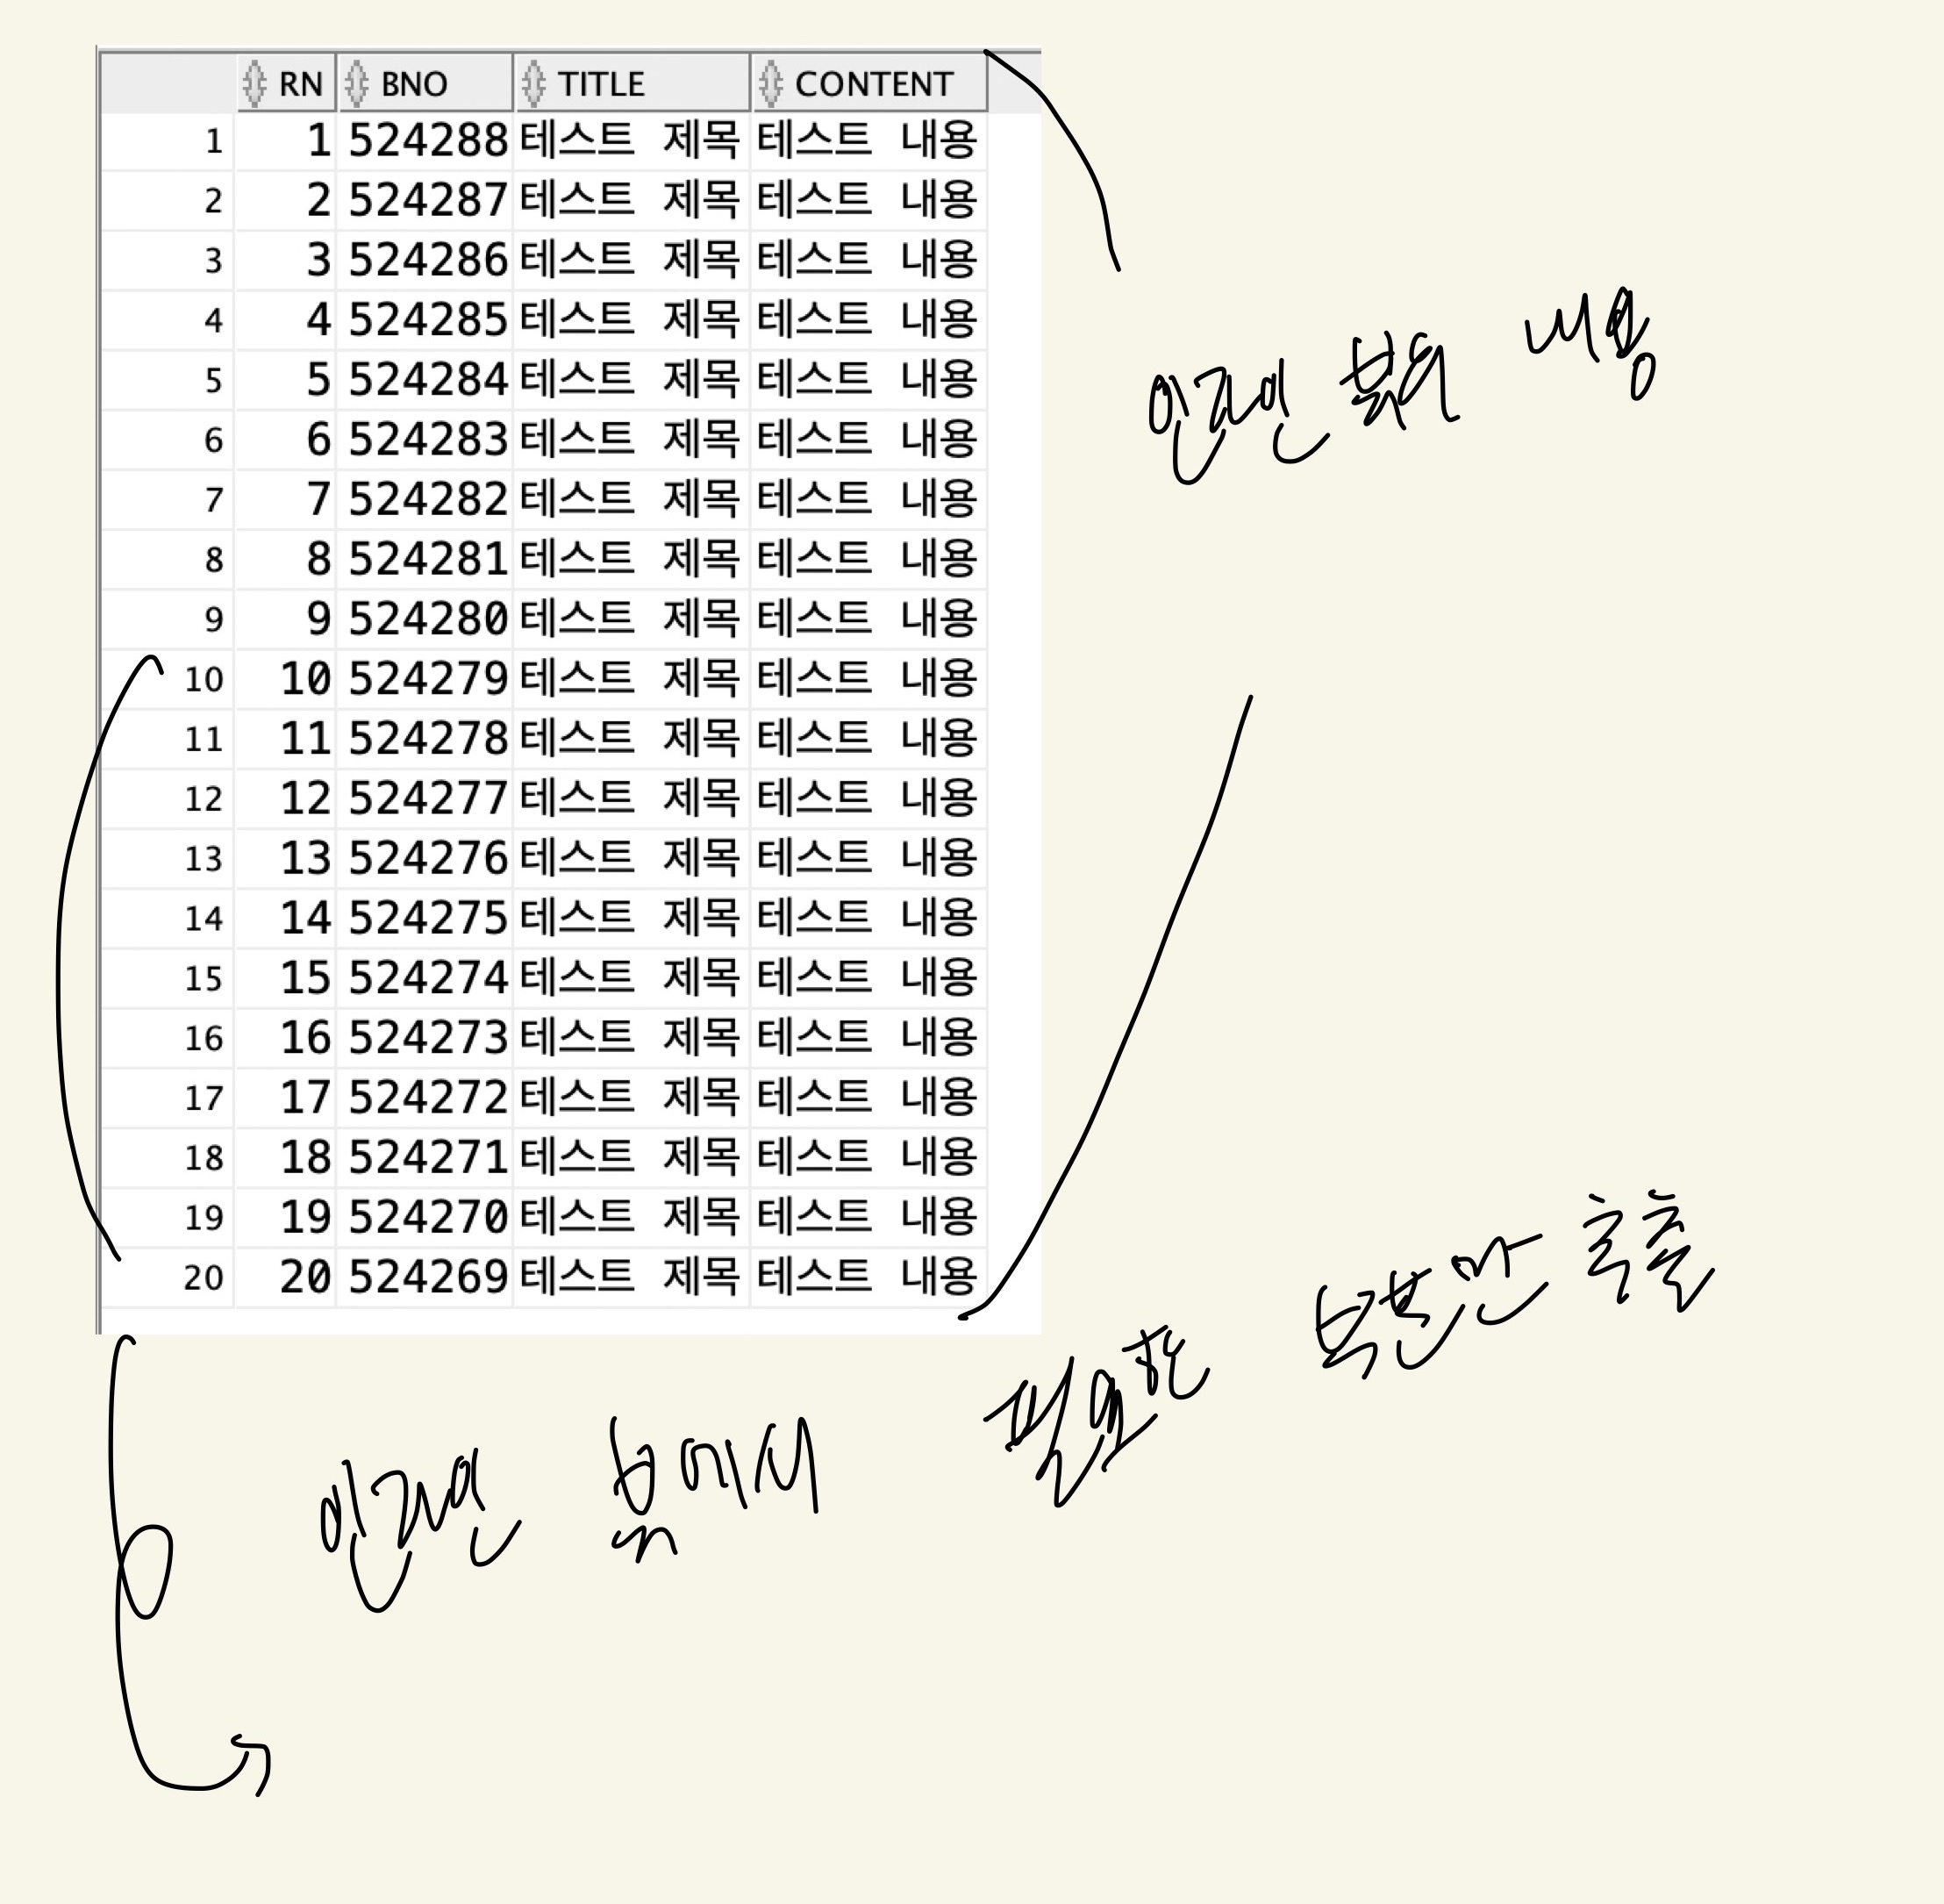 RN BNO TITLE CONTENT
1 1 524288 테스트 제목 테스트 내용
2 2 524287 테스트 제목 테스트 내용
3 3 524286 테스트 제목 테스트 내용
4 4 524285 테스트 제목 테스트 내용
5 5 524284 테스트 제목 테스트 내용
6 6 524283 테스트 제목 테스트 내용
7 7 524282 테스트 제목 테스트 내용
8 8 524281 테스트 제목 테스트 내용
9 9 524280 테스트 제목 테스트 내용
10 10 524279 테스트 제목 테스트 내용
11 11 524278 테스트 제목 테스트 내용
12 12 524277 테스트 제목 테스트 내용
13 13 524276 테스트 제목 테스트 내용
14 14 524275 테스트 제목 테스트 내용
15 15 524274 테스트 제목 테스트 내용
16 16 524273 테스트 제목 테스트 내용
17 17 524272 테스트 제목 테스트 내용
18 18 524271 테스트 제목 테스트 내용
19 19 524270 테스트 제목 테스트 내용
20 20 524269 테스트 제목 테스트 내용
인라인 내용
인라인 필요한 부분만 추출